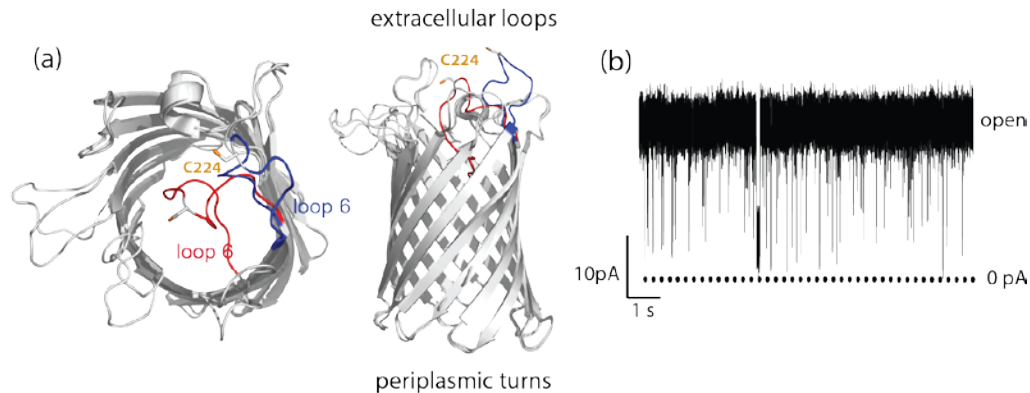 extracellular loops
(a)
C224
loop 6
loop 6
C224
periplasmic turns
(b)
open
10pA
0 pA
1 s